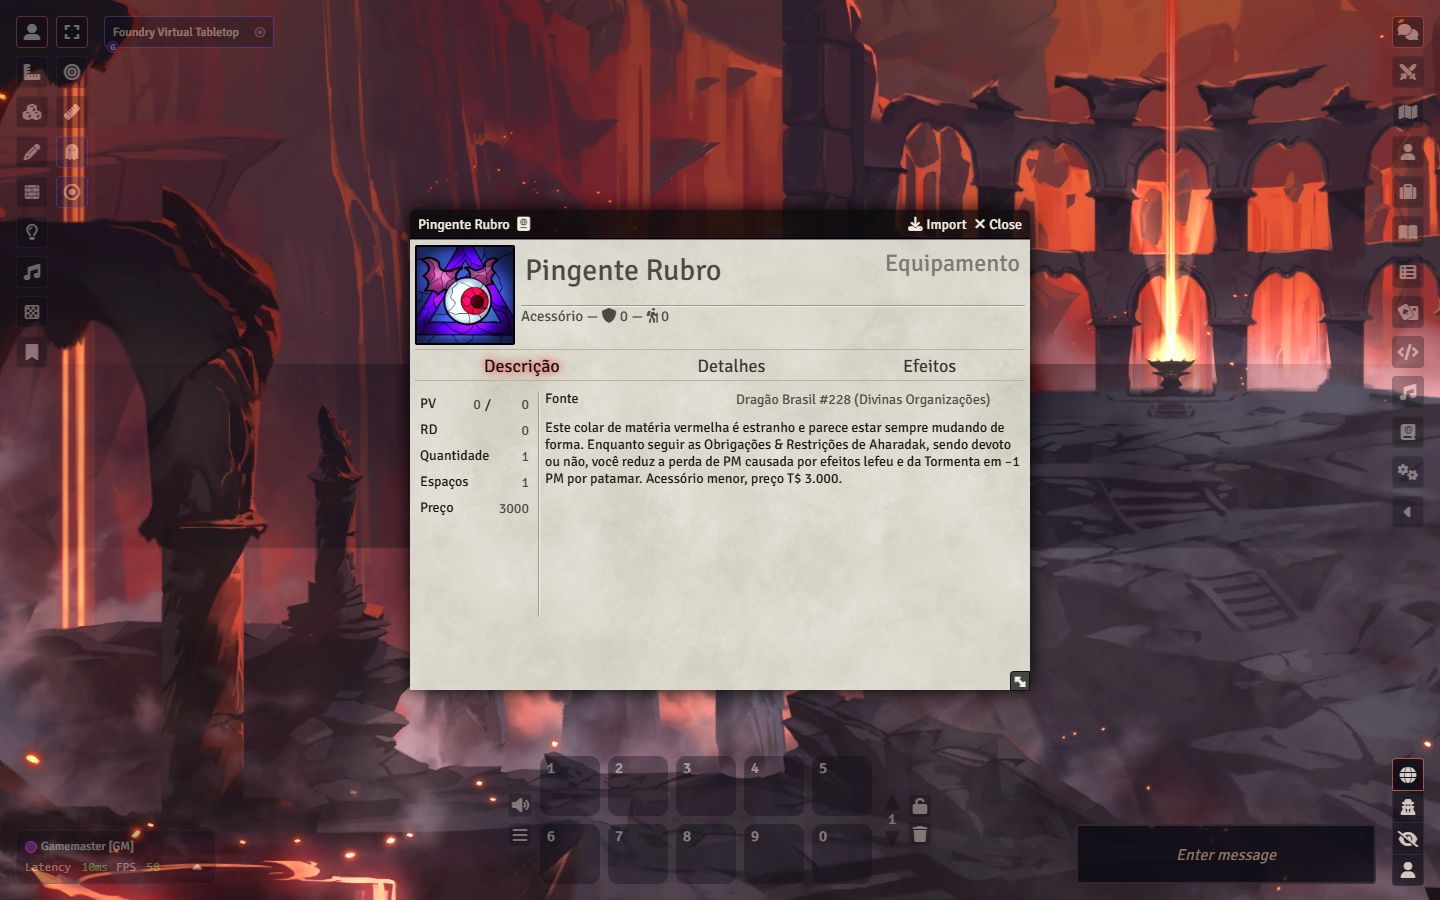 Foundry Virtual Tabletop
G
Pingente Rubro
Import
Close
Pingente Rubro
Equipamento
Acessório — 0 — 0
Descrição
Detalhes
Efeitos
PV 0 / 0
RD 0
Quantidade 1
Espaços 1
Preço 3000
Fonte Dragão Brasil #228 (Divinas Organizações)
Este colar de matéria vermelha é estranho e parece estar sempre mudando de
forma. Enquanto seguir as Obrigações & Restrições de Aharadak, sendo devoto
ou não, você reduz a perda de PM causada por efeitos lefeu e da Tormenta em –1
PM por patamar. Acessório menor, preço T$ 3.000.
1 2 3 4 5
1
6 7 8 9 0
Gamemaster [GM]
Latency 10ms FPS 58
Enter message